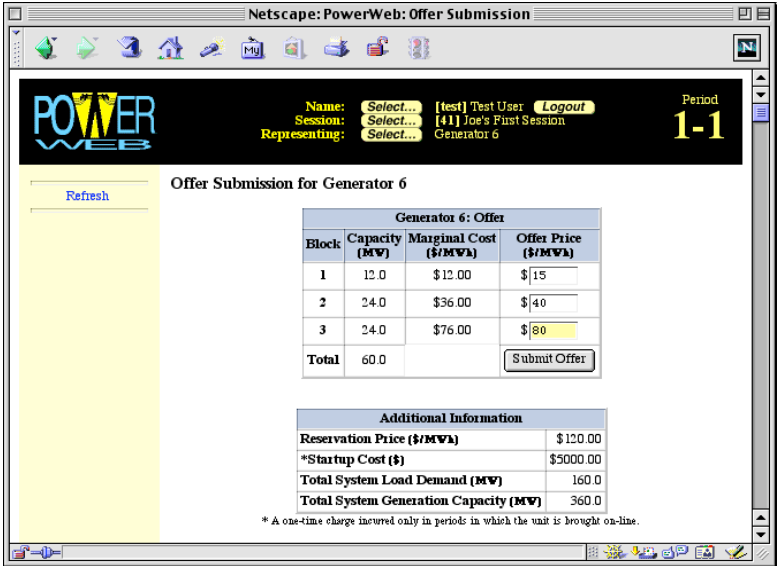 Netscape: PowerWeb: Offer Submission
My
N
POWER
WEB
Name: Select... [test] Test User Logout
Session: Select... [41] Joe's First Session
Representing: Select... Generator 6
Period
1-1
Refresh
Offer Submission for Generator 6
Generator 6: Offer
Block Capacity (MW) Marginal Cost ($/MWh) Offer Price ($/MWh)
1 12.0 $12.00 $ 15
2 24.0 $36.00 $ 40
3 24.0 $76.00 $ 80
Total 60.0 Submit Offer
Additional Information
Reservation Price ($/MWh) $120.00
*Startup Cost ($) $5000.00
Total System Load Demand (MW) 160.0
Total System Generation Capacity (MW) 360.0
* A one-time charge incurred only in periods in which the unit is brought on-line.